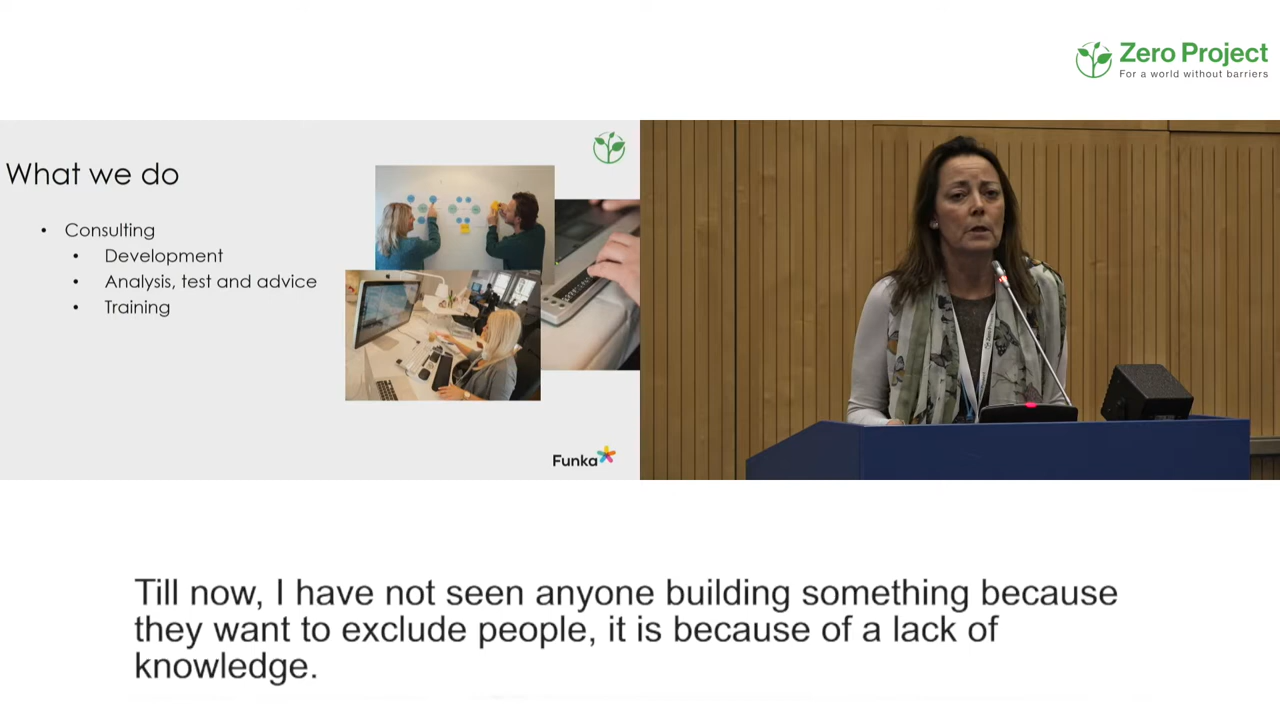 Zero Project
For a world without barriers
What we do
• Consulting
• Development
• Analysis, test and advice
• Training
Funka
Till now, I have not seen anyone building something because
they want to exclude people, it is because of a lack of
knowledge.